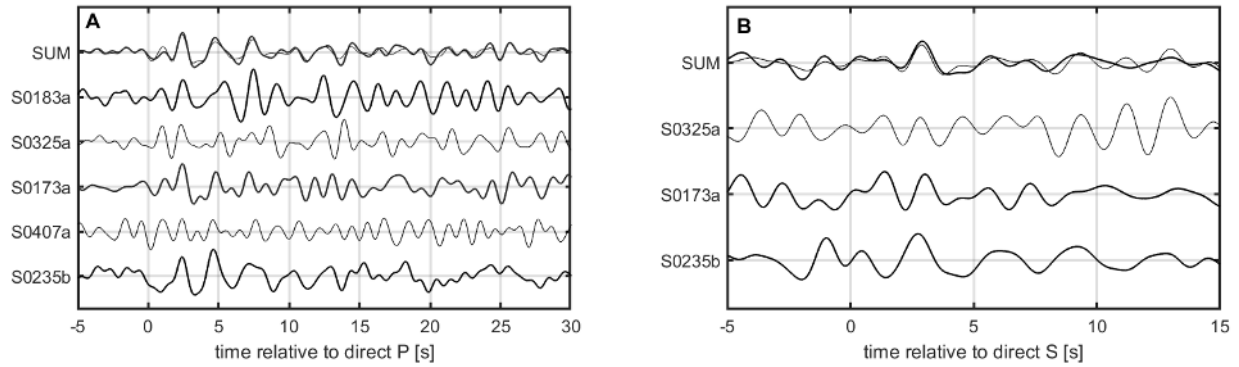 A
SUM
S0183a
S0325a
S0173a
S0407a
S0235b
-5 0 5 10 15 20 25 30
time relative to direct P [s]
B
SUM
S0325a
S0173a
S0235b
-5 0 5 10 15
time relative to direct S [s]